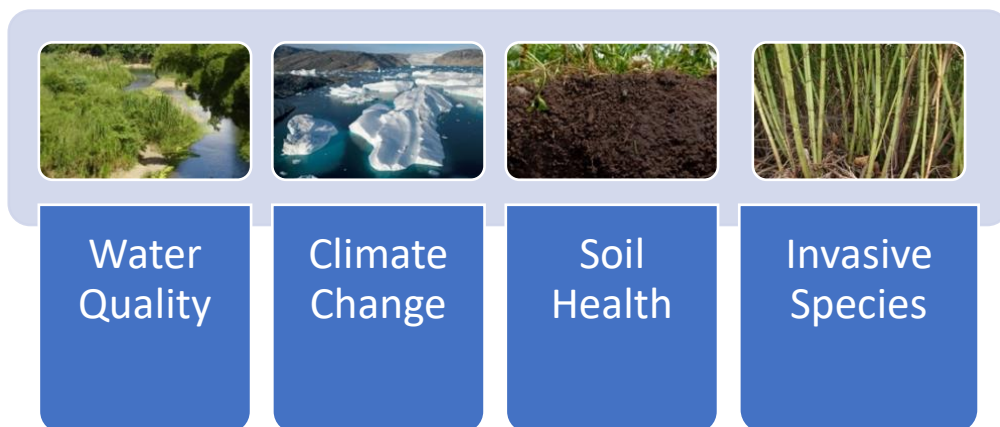 Water
Quality
Climate
Change
Soil
Health
Invasive
Species